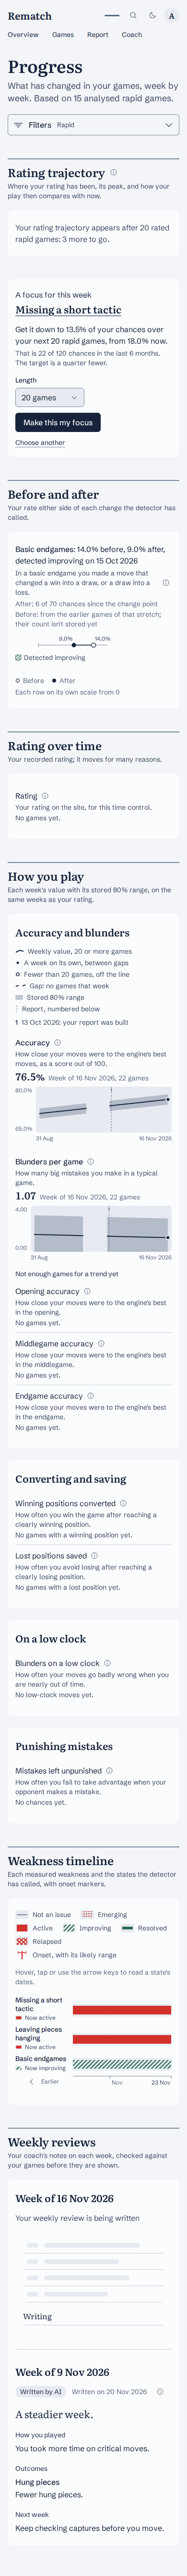 Rematch
A
Overview Games Report Coach
Progress
What has changed in your games, week by
week. Based on 15 analysed rapid games.
Filters Rapid
Rating trajectory
Where your rating has been, its peak, and how your
play then compares with now.
Your rating trajectory appears after 20 rated
rapid games: 3 more to go.
A focus for this week
Missing a short tactic
Get it down to 13.5% of your chances over
your next 20 rapid games, from 18.0% now.
That is 22 of 120 chances in the last 6 months.
The target is a quarter fewer.
Length
20 games
Make this my focus
Choose another
Before and after
Your rate either side of each change the detector has
called.
Basic endgames: 14.0% before, 9.0% after,
detected improving on 15 Oct 2026
In a basic endgame you made a move that
changed a win into a draw, or a draw into a
loss.
After: 6 of 70 chances since the change point
Before: from the earlier games of that stretch;
their count isn't stored yet
9.0% 14.0%
Detected improving
Before After
Each row on its own scale from 0
Rating over time
Your recorded rating; it moves for many reasons.
Rating
Your rating on the site, for this time control.
No games yet.
How you play
Each week's value with its stored 80% range, on the
same weeks as your rating.
Accuracy and blunders
Weekly value, 20 or more games
A week on its own, between gaps
Fewer than 20 games, off the line
Gap: no games that week
Stored 80% range
Report, numbered below
1 13 Oct 2026: your report was built
Accuracy
How close your moves were to the engine's best
moves, as a score out of 100.
76.5% Week of 16 Nov 2026, 22 games
80.0%
65.0%
1
31 Aug 16 Nov 2026
Blunders per game
How many big mistakes you make in a typical
game.
1.07 Week of 16 Nov 2026, 22 games
4.00
0.00
1
31 Aug 16 Nov 2026
Not enough games for a trend yet
Opening accuracy
How close your moves were to the engine's best
in the opening.
No games yet.
Middlegame accuracy
How close your moves were to the engine's best
in the middlegame.
No games yet.
Endgame accuracy
How close your moves were to the engine's best
in the endgame.
No games yet.
Converting and saving
Winning positions converted
How often you win the game after reaching a
clearly winning position.
No games with a winning position yet.
Lost positions saved
How often you avoid losing after reaching a
clearly losing position.
No games with a lost position yet.
On a low clock
Blunders on a low clock
How often your moves go badly wrong when you
are nearly out of time.
No low-clock moves yet.
Punishing mistakes
Mistakes left unpunished
How often you fail to take advantage when your
opponent makes a mistake.
No chances yet.
Weakness timeline
Each measured weakness and the states the detector
has called, with onset markers.
Not an issue Emerging
Active Improving Resolved
Relapsed
Onset, with its likely range
Hover, tap or use the arrow keys to read a state's
dates.
Missing a short
tactic
Now active
Leaving pieces
hanging
Now active
Basic endgames
Now improving
Earlier Nov 23 Nov
Weekly reviews
Your coach's notes on each week, checked against
your games before they are shown.
Week of 16 Nov 2026
Your weekly review is being written
Writing
Week of 9 Nov 2026
Written by AI Written on 20 Nov 2026
A steadier week.
How you played
You took more time on critical moves.
Outcomes
Hung pieces
Fewer hung pieces.
Next week
Keep checking captures before you move.